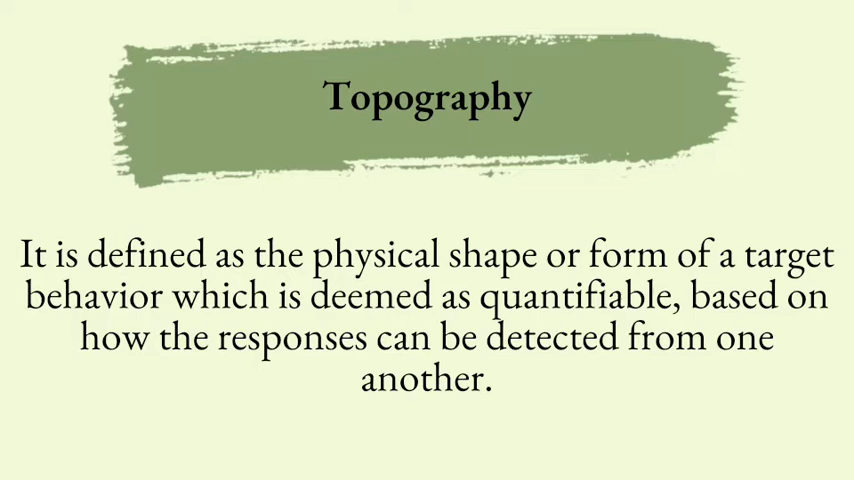 Topography
It is defined as the physical shape or form of a target
behavior which is deemed as quantifiable, based on
how the responses can be detected from one
another.